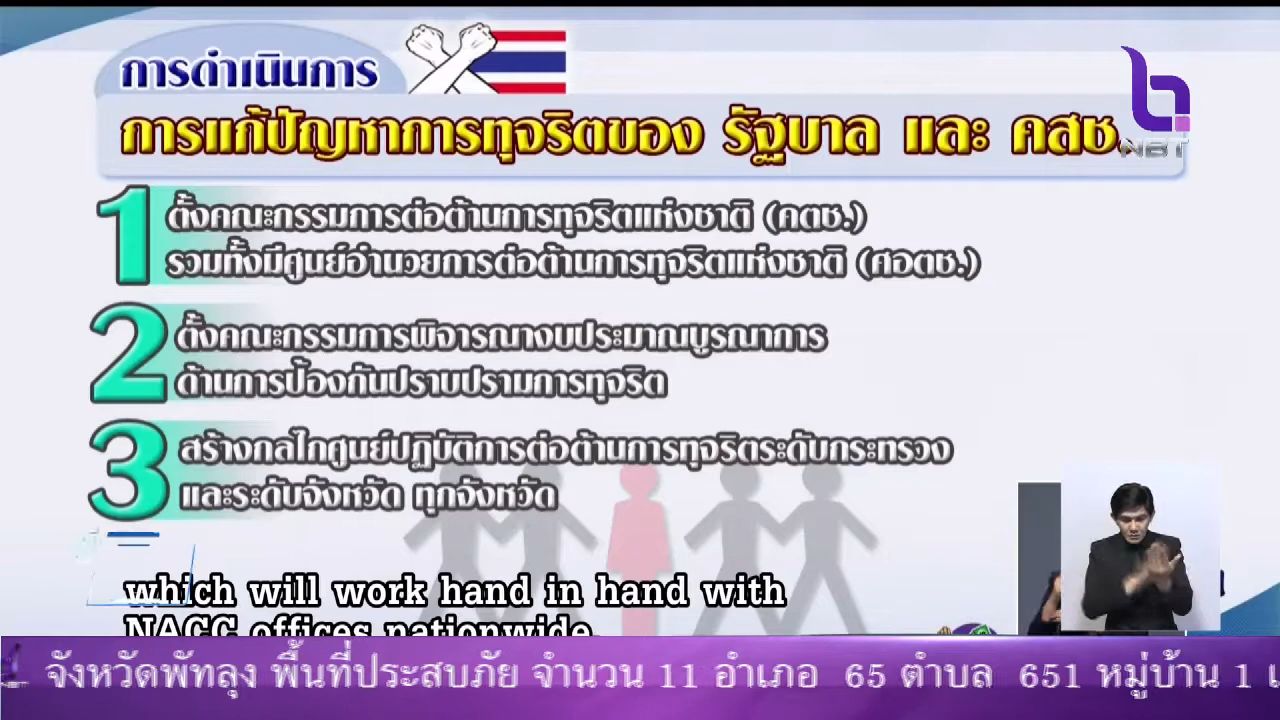 การดำเนินการ
การแก้ปัญหาการทุจริตของ รัฐบาล และ คสช.
NBT
1 ตั้งคณะกรรมการต่อต้านการทุจริตแห่งชาติ (คตช.)
รวมทั้งมีศูนย์อำนวยการต่อต้านการทุจริตแห่งชาติ (ศอตช.)
2 ตั้งคณะกรรมการพิจารณางบประมาณบูรณาการ
ด้านการป้องกันปราบปรามการทุจริต
3 สร้างกลไกศูนย์ปฏิบัติการต่อต้านการทุจริตระดับกระทรวง
และระดับจังหวัด ทุกจังหวัด
which will work hand in hand with
NACC offices nationwide.
จังหวัดพัทลุง พื้นที่ประสบภัย จำนวน 11 อำเภอ 65 ตำบล 651 หมู่บ้าน 1